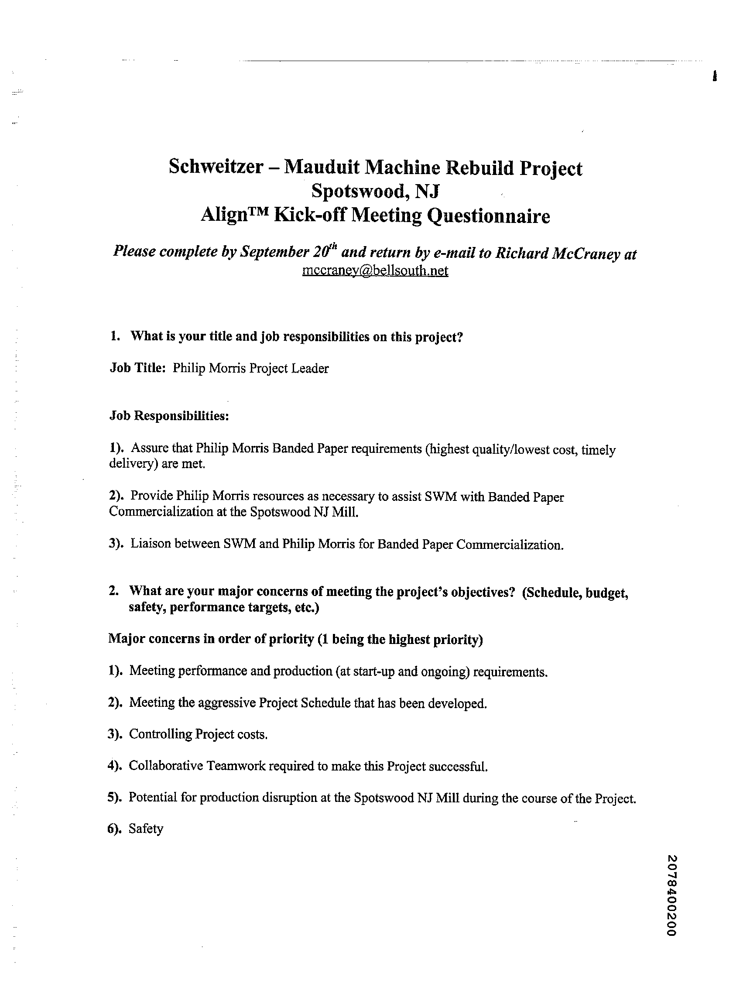 Schweitzer – Mauduit Machine Rebuild Project
Spotswood, NJ
Align™ Kick-off Meeting Questionnaire
Please complete by September 20th and return by e-mail to Richard McCraney at
mccraney@bellsouth.net
1. What is your title and job responsibilities on this project?
Job Title: Philip Morris Project Leader
Job Responsibilities:
1). Assure that Philip Morris Banded Paper requirements (highest quality/lowest cost, timely
delivery) are met.
2). Provide Philip Morris resources as necessary to assist SWM with Banded Paper
Commercialization at the Spotswood NJ Mill.
3). Liaison between SWM and Philip Morris for Banded Paper Commercialization.
2. What are your major concerns of meeting the project's objectives? (Schedule, budget,
safety, performance targets, etc.)
Major concerns in order of priority (1 being the highest priority)
1). Meeting performance and production (at start-up and ongoing) requirements.
2). Meeting the aggressive Project Schedule that has been developed.
3). Controlling Project costs.
4). Collaborative Teamwork required to make this Project successful.
5). Potential for production disruption at the Spotswood NJ Mill during the course of the Project.
6). Safety
2078400200